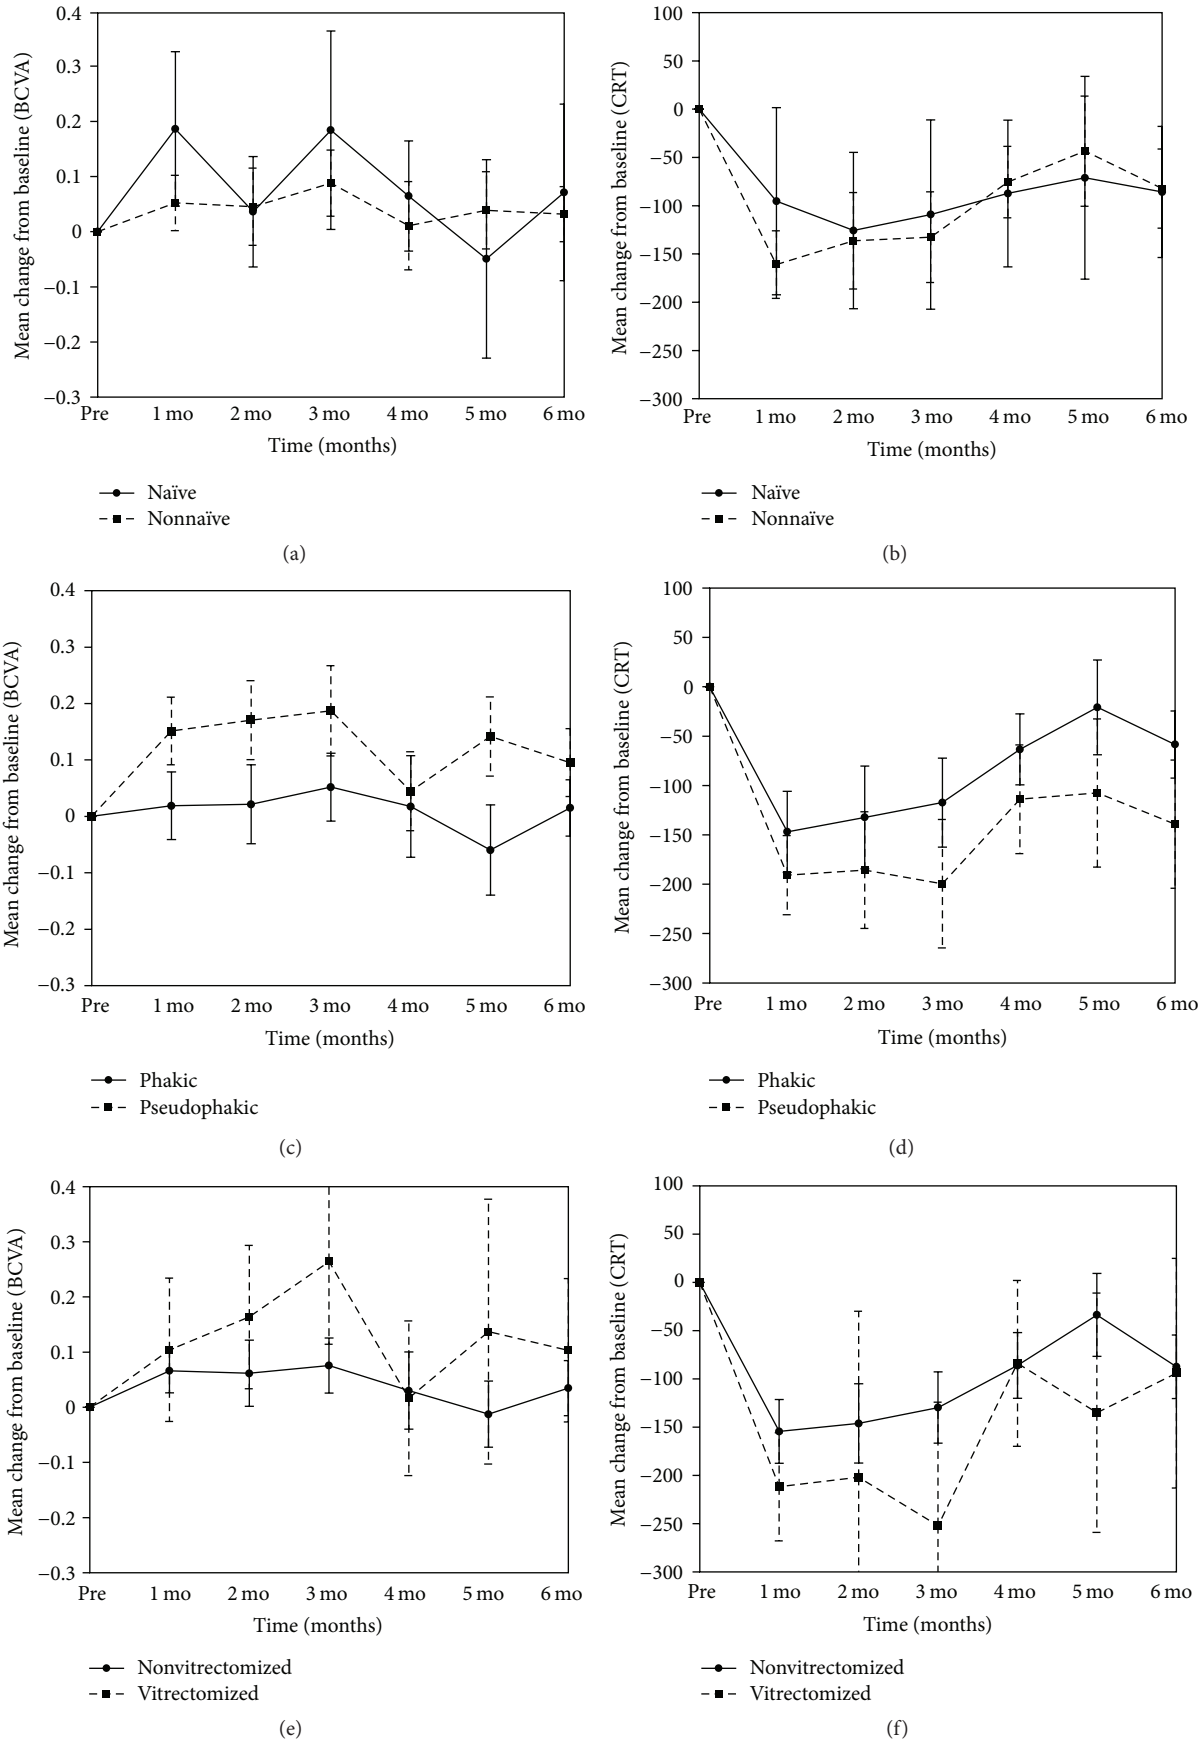 Mean change from baseline (BCVA)
0.4
0.3
0.2
0.1
0
−0.1
−0.2
−0.3
Pre 1 mo 2 mo 3 mo 4 mo 5 mo 6 mo
Time (months)
Naïve
Nonnaïve
(a)
Mean change from baseline (CRT)
100
50
0
−50
−100
−150
−200
−250
−300
Pre 1 mo 2 mo 3 mo 4 mo 5 mo 6 mo
Time (months)
Naïve
Nonnaïve
(b)
Mean change from baseline (BCVA)
0.4
0.3
0.2
0.1
0
−0.1
−0.2
−0.3
Pre 1 mo 2 mo 3 mo 4 mo 5 mo 6 mo
Time (months)
Phakic
Pseudophakic
(c)
Mean change from baseline (CRT)
100
50
0
−50
−100
−150
−200
−250
−300
Pre 1 mo 2 mo 3 mo 4 mo 5 mo 6 mo
Time (months)
Phakic
Pseudophakic
(d)
Mean change from baseline (BCVA)
0.4
0.3
0.2
0.1
0
−0.1
−0.2
−0.3
Pre 1 mo 2 mo 3 mo 4 mo 5 mo 6 mo
Time (months)
Nonvitrectomized
Vitrectomized
(e)
Mean change from baseline (CRT)
100
50
0
−50
−100
−150
−200
−250
−300
Pre 1 mo 2 mo 3 mo 4 mo 5 mo 6 mo
Time (months)
Nonvitrectomized
Vitrectomized
(f)